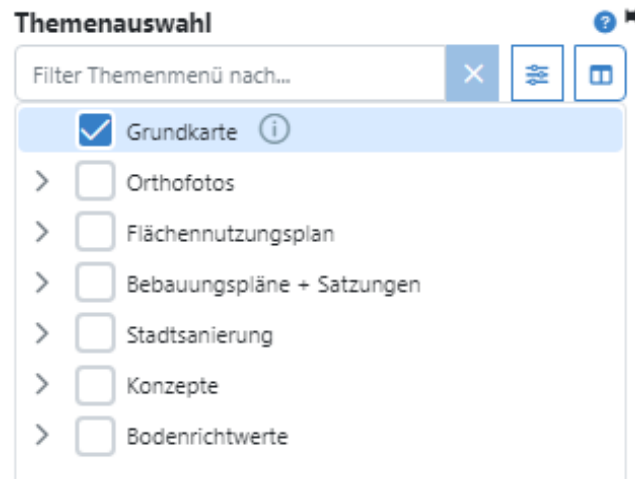 Themenauswahl
Filter Themenmenü nach...
Grundkarte
Orthofotos
Flächennutzungsplan
Bebauungspläne + Satzungen
Stadtsanierung
Konzepte
Bodenrichtwerte